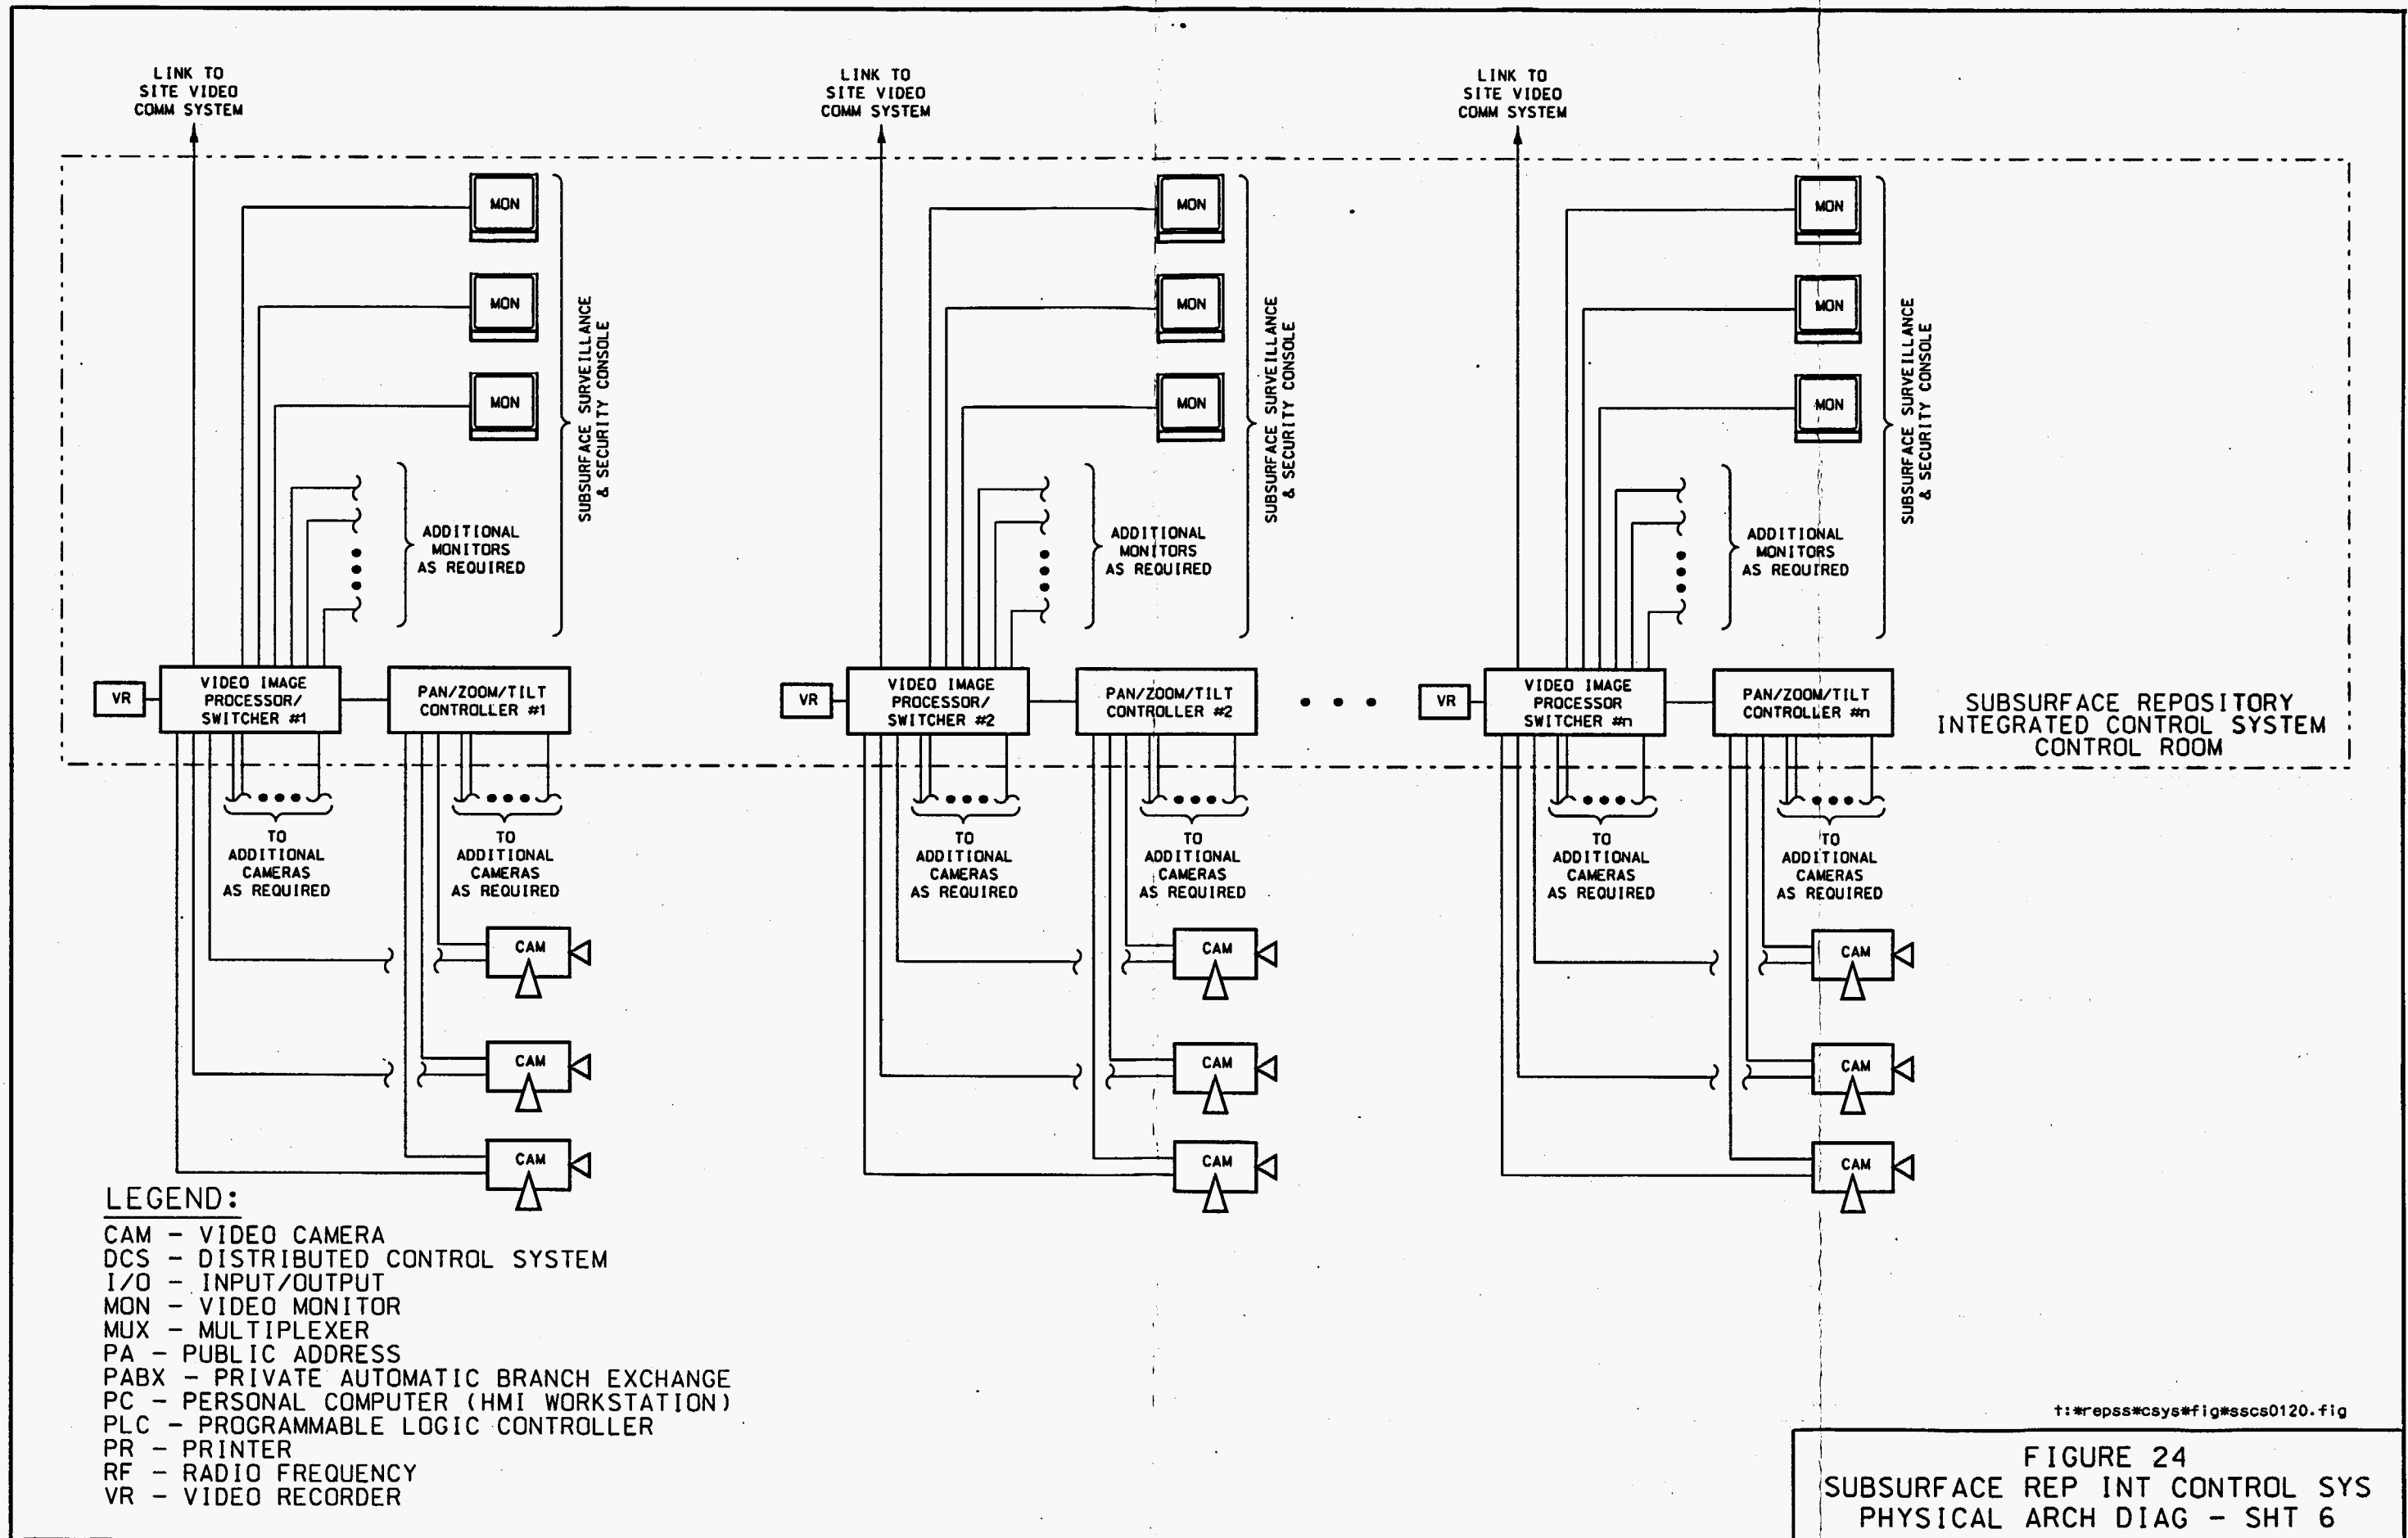 LINK TO
SITE VIDEO
COMM SYSTEM
LINK TO
SITE VIDEO
COMM SYSTEM
LINK TO
SITE VIDEO
COMM SYSTEM
MON
MON
MON
SUBSURFACE SURVEILLANCE
& SECURITY CONSOLE
ADDITIONAL
MONITORS
AS REQUIRED
MON
MON
MON
SUBSURFACE SURVEILLANCE
& SECURITY CONSOLE
ADDITIONAL
MONITORS
AS REQUIRED
MON
MON
MON
SUBSURFACE SURVEILLANCE
& SECURITY CONSOLE
ADDITIONAL
MONITORS
AS REQUIRED
VR
VIDEO IMAGE
PROCESSOR/
SWITCHER #1
PAN/ZOOM/TILT
CONTROLLER #1
VR
VIDEO IMAGE
PROCESSOR/
SWITCHER #2
PAN/ZOOM/TILT
CONTROLLER #2
VR
VIDEO IMAGE
PROCESSOR
SWITCHER #n
PAN/ZOOM/TILT
CONTROLLER #n
SUBSURFACE REPOSITORY
INTEGRATED CONTROL SYSTEM
CONTROL ROOM
TO
ADDITIONAL
CAMERAS
AS REQUIRED
TO
ADDITIONAL
CAMERAS
AS REQUIRED
TO
ADDITIONAL
CAMERAS
AS REQUIRED
TO
ADDITIONAL
CAMERAS
AS REQUIRED
TO
ADDITIONAL
CAMERAS
AS REQUIRED
TO
ADDITIONAL
CAMERAS
AS REQUIRED
CAM
CAM
CAM
CAM
CAM
CAM
CAM
CAM
CAM
LEGEND:
CAM - VIDEO CAMERA
DCS - DISTRIBUTED CONTROL SYSTEM
I/O - INPUT/OUTPUT
MON - VIDEO MONITOR
MUX - MULTIPLEXER
PA - PUBLIC ADDRESS
PABX - PRIVATE AUTOMATIC BRANCH EXCHANGE
PC - PERSONAL COMPUTER (HMI WORKSTATION)
PLC - PROGRAMMABLE LOGIC CONTROLLER
PR - PRINTER
RF - RADIO FREQUENCY
VR - VIDEO RECORDER
t:*repss*csys*fig*sscs0120.fig
FIGURE 24
SUBSURFACE REP INT CONTROL SYS
PHYSICAL ARCH DIAG - SHT 6